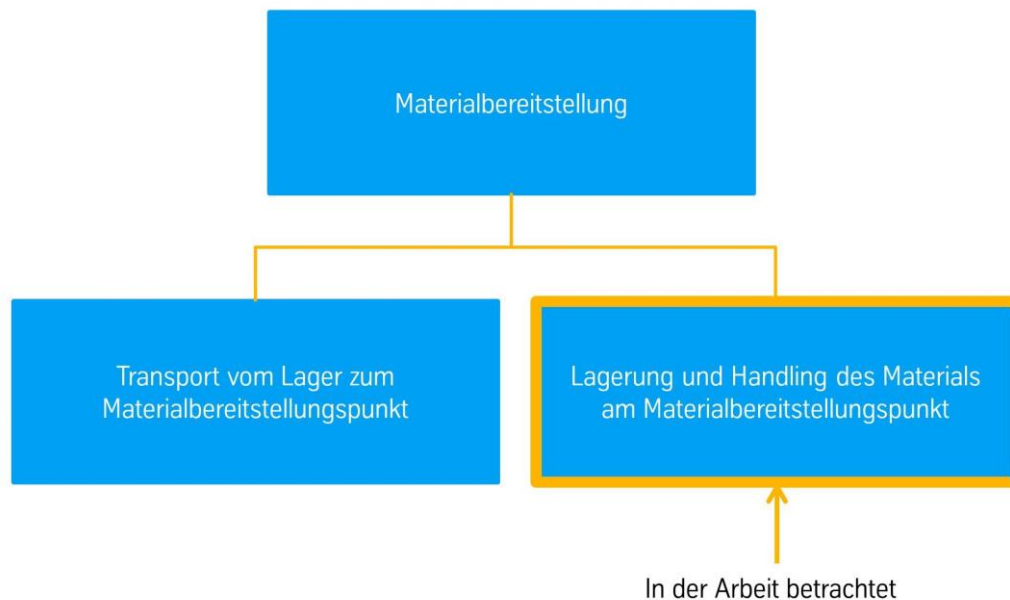 Materialbereitstellung
Transport vom Lager zum
Materialbereitstellungspunkt
Lagerung und Handling des Materials
am Materialbereitstellungspunkt
In der Arbeit betrachtet